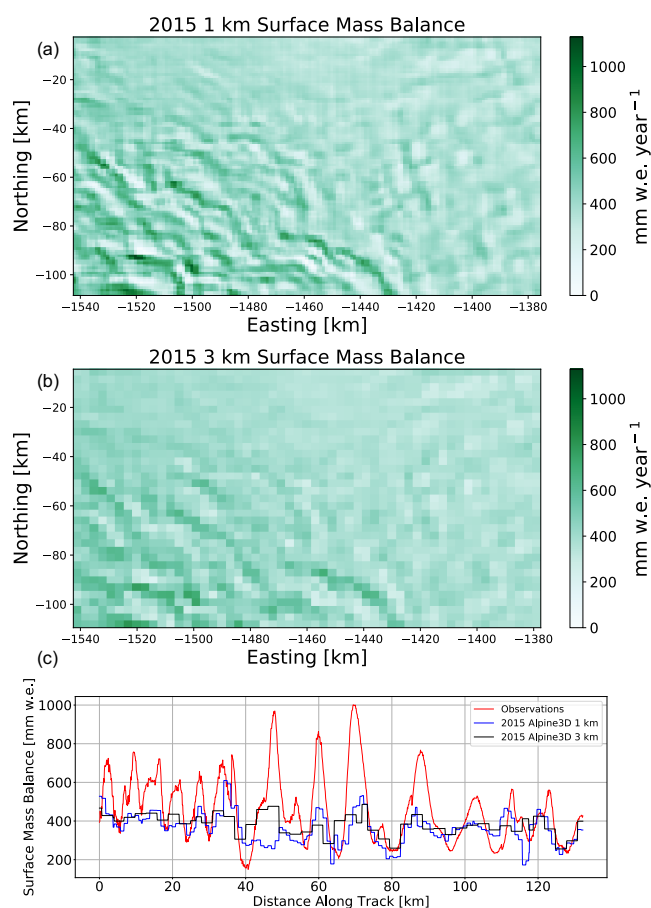 2015 1 km Surface Mass Balance
(a)
1000
800
600
400
200
0
mm w.e. year⁻¹
−20
−40
−60
−80
−100
Northing [km]
−1540 −1520 −1500 −1480 −1460 −1440 −1420 −1400 −1380
Easting [km]
2015 3 km Surface Mass Balance
(b)
1000
800
600
400
200
0
mm w.e. year⁻¹
−20
−40
−60
−80
−100
Northing [km]
−1540 −1520 −1500 −1480 −1460 −1440 −1420 −1400 −1380
Easting [km]
(c)
Surface Mass Balance [mm w.e.]
1000
800
600
400
200
Observations
2015 Alpine3D 1 km
2015 Alpine3D 3 km
0 20 40 60 80 100 120
Distance Along Track [km]